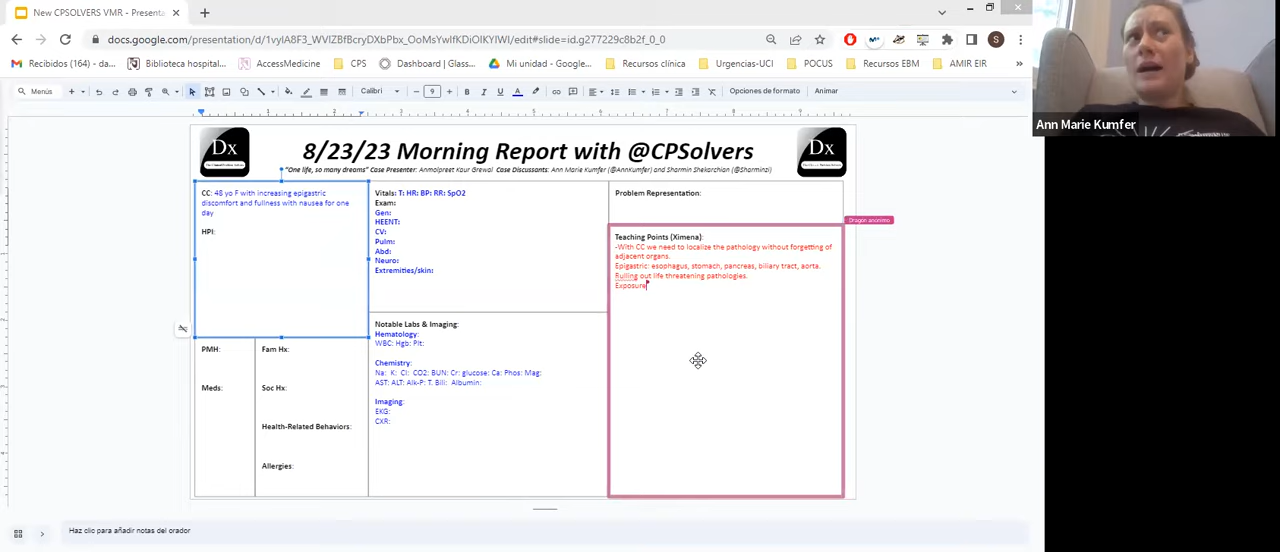 New CPSOLVERS VMR - Presenta
docs.google.com/presentation/d/1vylA8F3_WVIZBfBcryDXbPbx_OoMsYwIfKDiOIKYIWI/edit#slide=id.g277229c8b2f_0_0
S
Recibidos (164) - da...
Biblioteca hospital...
AccessMedicine
CPS
Dashboard | Glass...
Mi unidad - Google...
Recursos clínica
Urgencias-UCI
POCUS
Recursos EBM
AMIR EIR
Menús
Calibri
9
Opciones de formato
Animar
Ann Marie Kumfer
Dx
8/23/23 Morning Report with @CPSolvers
"One life, so many dreams" Case Presenter: Anmolpreet Kaur Grewal Case Discussants: Ann Marie Kumfer (@AnnKumfer) and Sharmin Shekarchian (@Sharminzi)
Dx
CC: 48 yo F with increasing epigastric
discomfort and fullness with nausea for one
day
HPI:
PMH:
Meds:
Fam Hx:
Soc Hx:
Health-Related Behaviors:
Allergies:
Vitals: T: HR: BP: RR: SpO2
Exam:
Gen:
HEENT:
CV:
Pulm:
Abd:
Neuro:
Extremities/skin:
Notable Labs & Imaging:
Hematology:
WBC: Hgb: Plt:
Chemistry:
Na: K: Cl: CO2: BUN: Cr: glucose: Ca: Phos: Mag:
AST: ALT: Alk-P: T. Bili: Albumin:
Imaging:
EKG:
CXR:
Problem Representation:
Dragon anonimo
Teaching Points (Ximena):
-With CC we need to localize the pathology without forgetting of
adjacent organs.
Epigastric: esophagus, stomach, pancreas, biliary tract, aorta.
Rulling out life threatening pathologies.
Exposure
Haz clic para añadir notas del orador